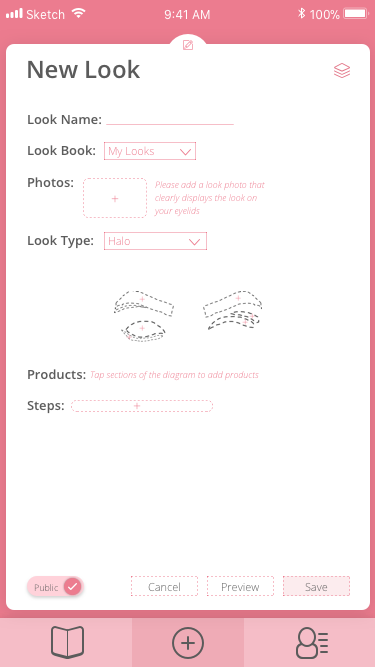 Sketch 9:41 AM 100%
New Look
Look Name:
Look Book: My Looks
Photos: + Please add a look photo that
clearly displays the look on
your eyelids
Look Type: Halo
Products: Tap sections of the diagram to add products
Steps: +
Public Cancel Preview Save